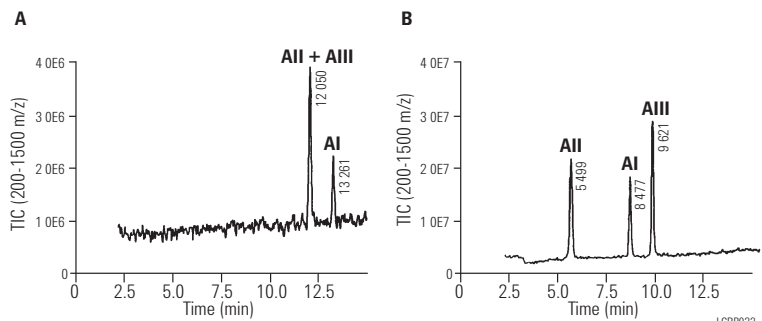 A
TIC (200-1500 m/z)
4 0E6
3 0E6
2 0E6
1 0E6
0
AII + AIII
12 050
AI
13 261
0 2.5 5.0 7.5 10.0 12.5
Time (min)
B
TIC (200-1500 m/z)
4 0E7
3 0E7
2 0E7
1 0E7
0
AII
5 499
AI
8 477
AIII
9 621
0 2.5 5.0 7.5 10.0 12.5
Time (min)